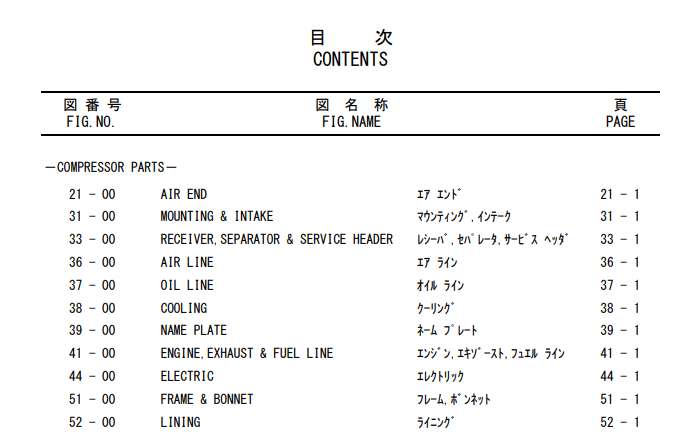 目 次
CONTENTS
図 番 号 図 名 称 頁
FIG.NO. FIG.NAME PAGE
－COMPRESSOR PARTS－
21 - 00 AIR END ｴｱ ｴﾝﾄﾞ 21 - 1
31 - 00 MOUNTING & INTAKE ﾏｳﾝﾃｨﾝｸﾞ,ｲﾝﾃｰｸ 31 - 1
33 - 00 RECEIVER,SEPARATOR & SERVICE HEADER ﾚｼｰﾊﾞ,ｾﾊﾟﾚｰﾀ,ｻｰﾋﾞｽ ﾍｯﾀﾞ 33 - 1
36 - 00 AIR LINE ｴｱ ﾗｲﾝ 36 - 1
37 - 00 OIL LINE ｵｲﾙ ﾗｲﾝ 37 - 1
38 - 00 COOLING ｸｰﾘﾝｸﾞ 38 - 1
39 - 00 NAME PLATE ﾈｰﾑ ﾌﾟﾚｰﾄ 39 - 1
41 - 00 ENGINE,EXHAUST & FUEL LINE ｴﾝｼﾞﾝ,ｴｷｿﾞｰｽﾄ,ﾌｭｴﾙ ﾗｲﾝ 41 - 1
44 - 00 ELECTRIC ｴﾚｸﾄﾘｯｸ 44 - 1
51 - 00 FRAME & BONNET ﾌﾚｰﾑ,ﾎﾞﾝﾈｯﾄ 51 - 1
52 - 00 LINING ﾗｲﾆﾝｸﾞ 52 - 1